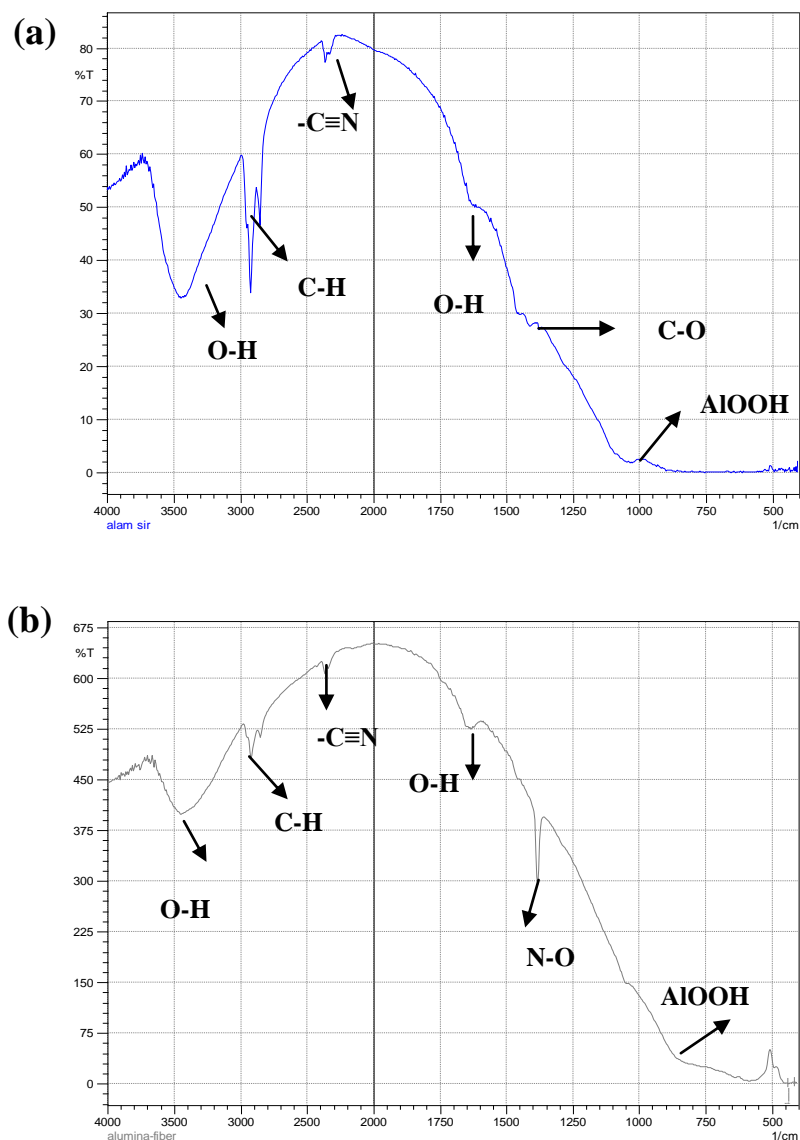 (a)
80
%T
70
-C≡N
60
50
C-H
40
O-H
30
O-H
C-O
20
AlOOH
10
0
4000 3500 3000 2500 2000 1750 1500 1250 1000 750 500
alam sir
1/cm
(b)
675
%T
600
525
-C≡N
O-H
450
C-H
375
O-H
300
N-O
225
AlOOH
150
75
0
4000 3500 3000 2500 2000 1750 1500 1250 1000 750 500
alumina-fiber
1/cm